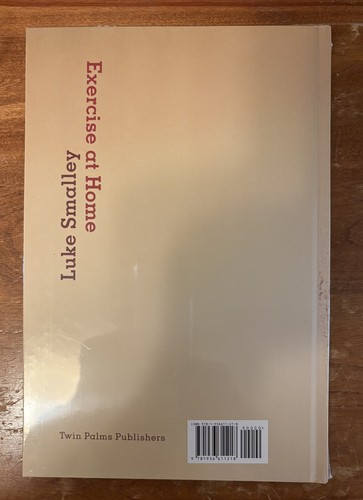 Exercise at Home
Luke Smalley
Twin Palms Publishers